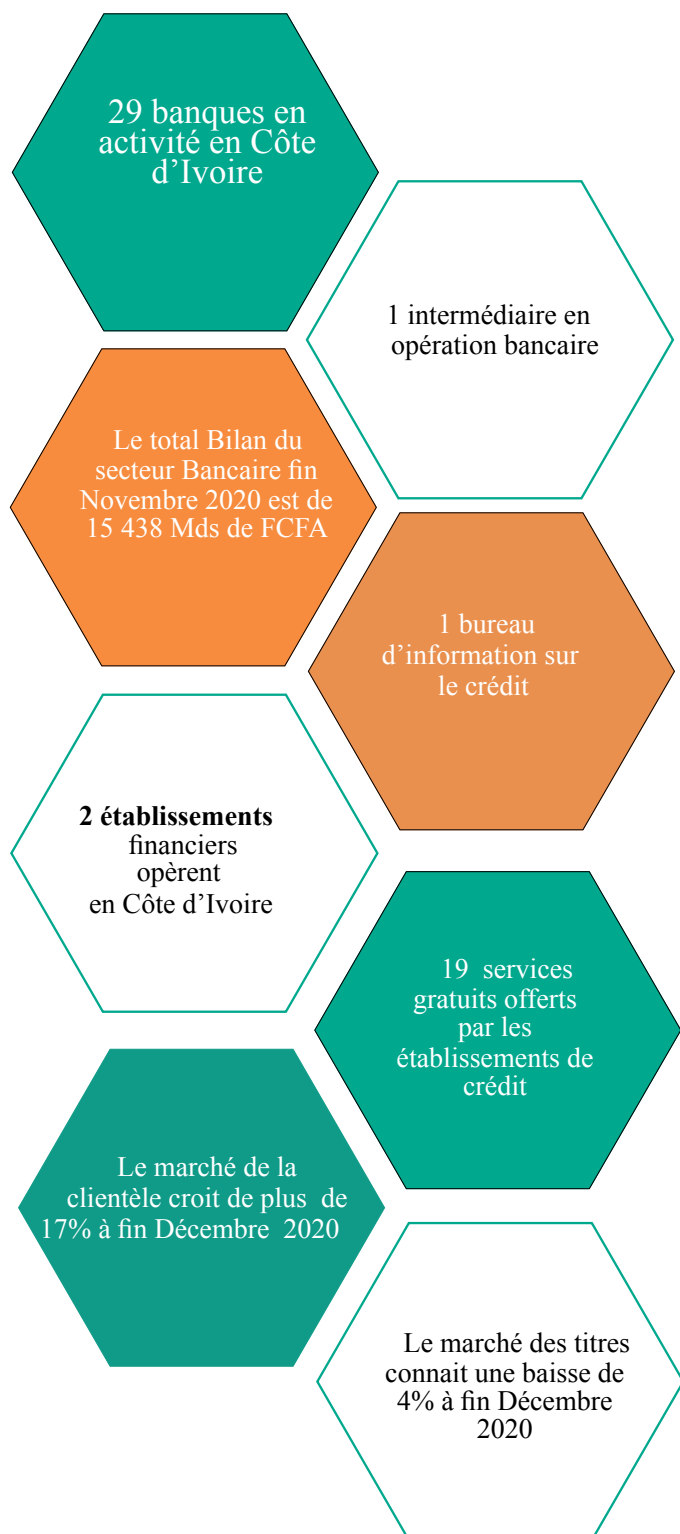 29 banques en
activité en Côte
d’Ivoire
1 intermédiaire en
opération bancaire
Le total Bilan du
secteur Bancaire fin
Novembre 2020 est de
15 438 Mds de FCFA
1 bureau
d’information sur
le crédit
2 établissements
financiers
opèrent
en Côte d’Ivoire
19 services
gratuits offerts
par les
établissements de
crédit
Le marché de la
clientèle croit de plus de
17% à fin Décembre 2020
Le marché des titres
connait une baisse de
4% à fin Décembre
2020